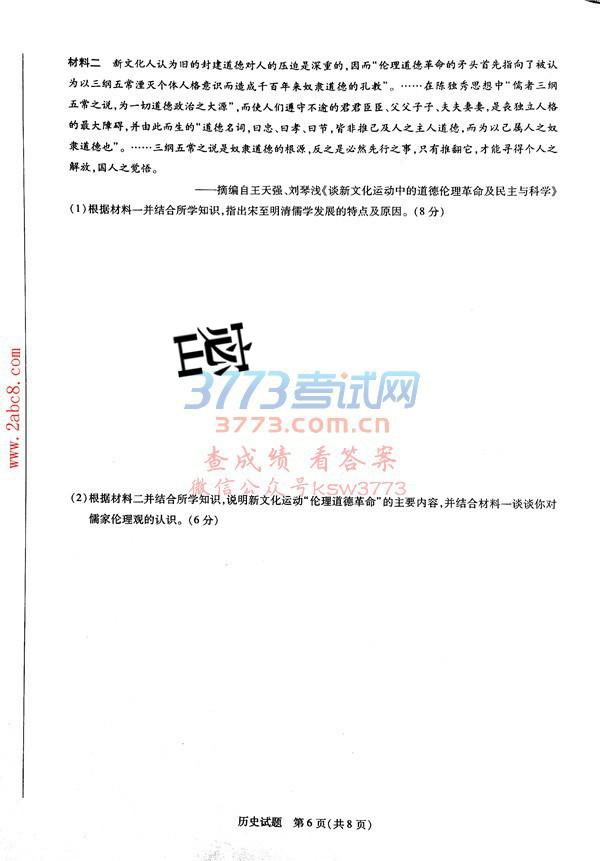 材料二 新文化人认为旧的封建道德对人的压迫是深重的,因而“伦理道德革命的矛头首先指向了被认
为以三纲五常湮灭个体人格意识而造成千百年来奴隶道德的孔教”。……在陈独秀思想中“儒者三纲
五常之说,为一切道德政治之大源”,而使人们遵守不逾的君君臣臣、父父子子、夫夫妻妻,是丧独立人格
的最大障碍,并由此而生的“道德名词,曰忠、曰孝、曰节,皆非推己及人之主人道德,而为以己属人之奴
隶道德也”。……三纲五常之说是奴隶道德的根源,反之是必然先行之事,只有推翻它,才能寻得个人之
解放,国人之觉悟。
——摘编自王天强、刘琴浅《谈新文化运动中的道德伦理革命及民主与科学》
(1)根据材料一并结合所学知识,指出宋至明清儒学发展的特点及原因。(8分)
密
3773考试网
3773.com.cn
查成绩 看答案
微信公众号Ksw3773
www.2abc8.com
(2)根据材料二并结合所学知识,说明新文化运动“伦理道德革命”的主要内容,并结合材料一谈谈你对
儒家伦理观的认识。(6分)
历史试题 第6页(共8页)